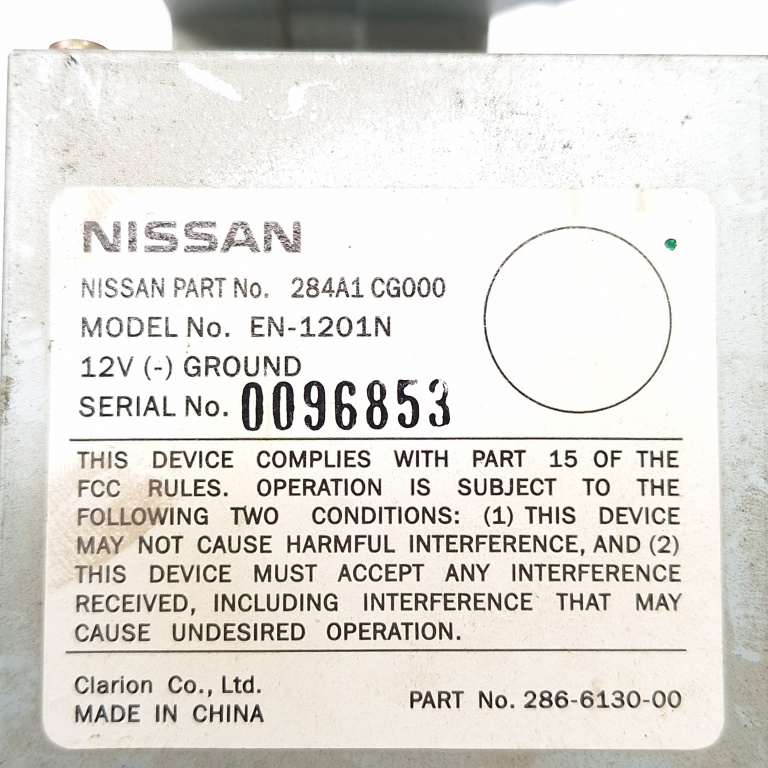 NISSAN
NISSAN PART No. 284A1 CG000
MODEL No. EN-1201N
12V (-) GROUND
SERIAL No. 0096853
THIS DEVICE COMPLIES WITH PART 15 OF THE
FCC RULES. OPERATION IS SUBJECT TO THE
FOLLOWING TWO CONDITIONS: (1) THIS DEVICE
MAY NOT CAUSE HARMFUL INTERFERENCE, AND (2)
THIS DEVICE MUST ACCEPT ANY INTERFERENCE
RECEIVED, INCLUDING INTERFERENCE THAT MAY
CAUSE UNDESIRED OPERATION.
Clarion Co., Ltd.
MADE IN CHINA
PART No. 286-6130-00